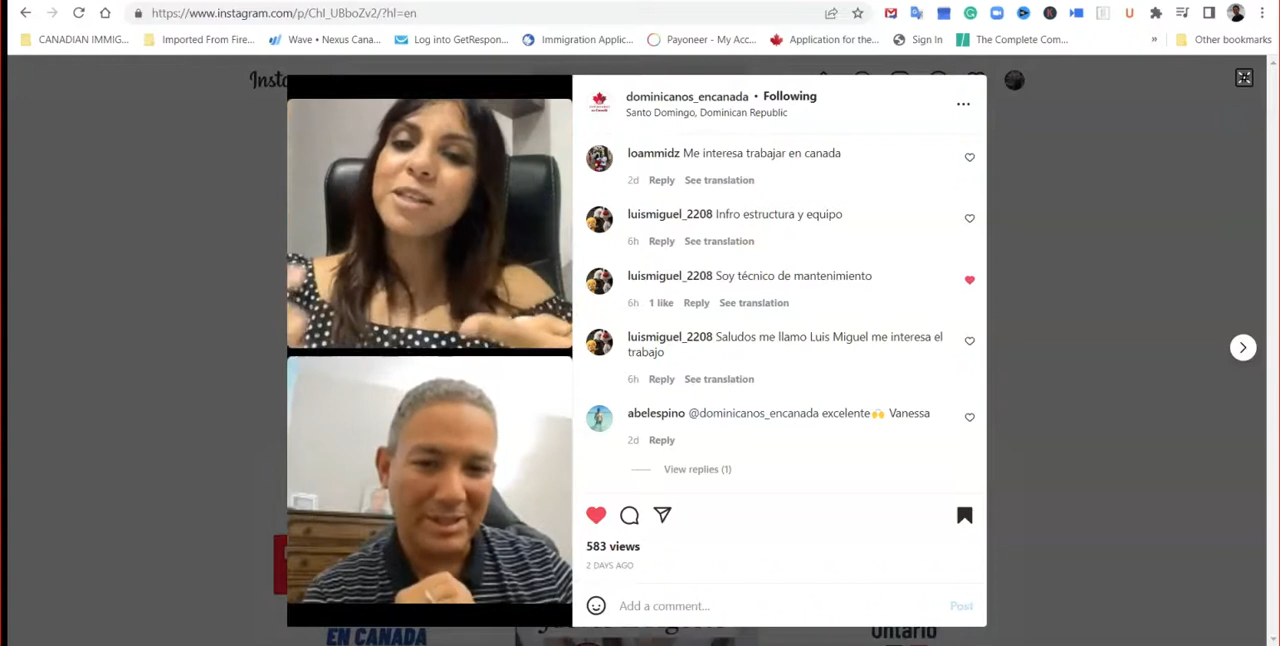 https://www.instagram.com/p/ChI_UBboZv2/?hl=en
CANADIAN IMMIG...
Imported From Fire...
Wave • Nexus Cana...
Log into GetRespon...
Immigration Applic...
Payoneer - My Acc...
Application for the...
Sign In
The Complete Com...
»
Other bookmarks
dominicanos_encanada • Following
Santo Domingo, Dominican Republic
loammidz Me interesa trabajar en canada
2d Reply See translation
luismiguel_2208 Infro estructura y equipo
6h Reply See translation
luismiguel_2208 Soy técnico de mantenimiento
6h 1 like Reply See translation
luismiguel_2208 Saludos me llamo Luis Miguel me interesa el
trabajo
6h Reply See translation
abelespino @dominicanos_encanada excelente🙌 Vanessa
2d Reply
View replies (1)
583 views
2 DAYS AGO
Add a comment...
Post
EN CANADA
Ontario